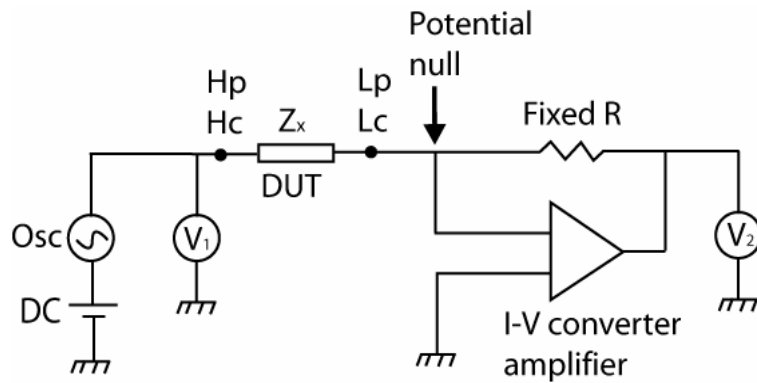 Potential
null
Hp
Hc
Zx
Lp
Lc
Fixed R
DUT
Osc
V1
V2
DC
I-V converter
amplifier